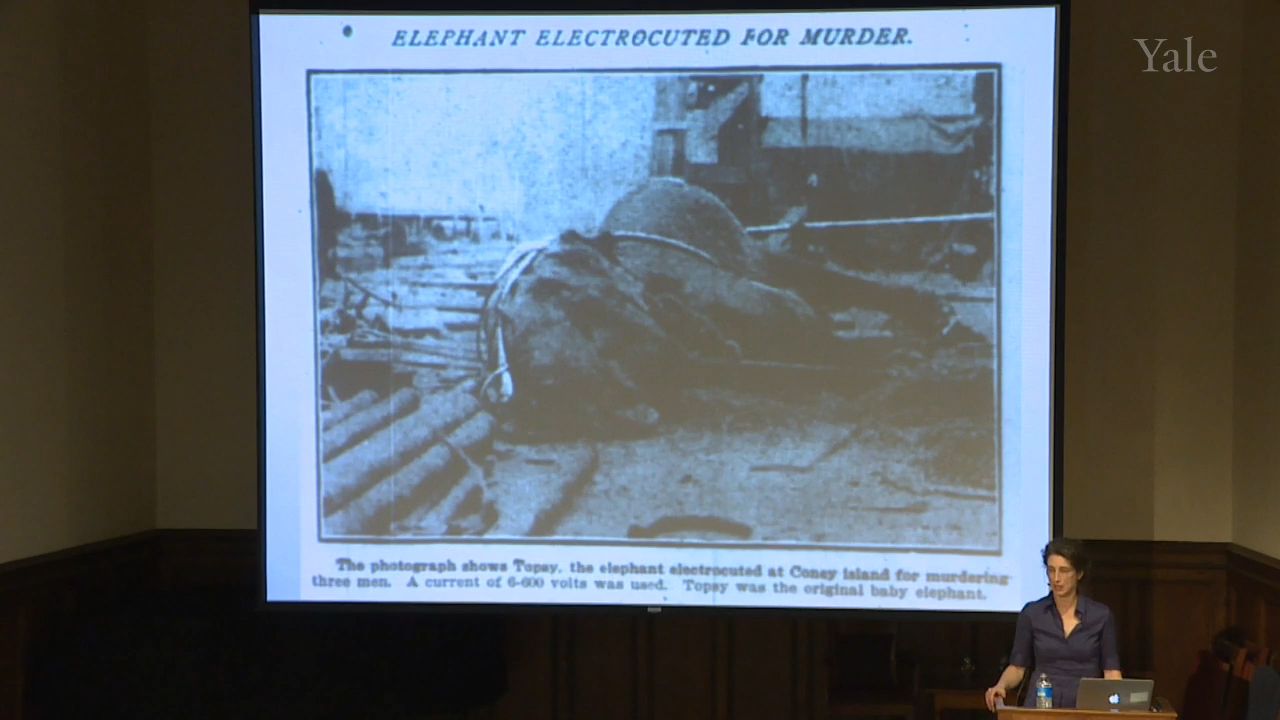 ELEPHANT ELECTROCUTED FOR MURDER.
Yale
The photograph shows Topsy, the elephant electrocuted at Coney Island for murdering
three men. A current of 6-600 volts was used. Topsy was the original baby elephant.